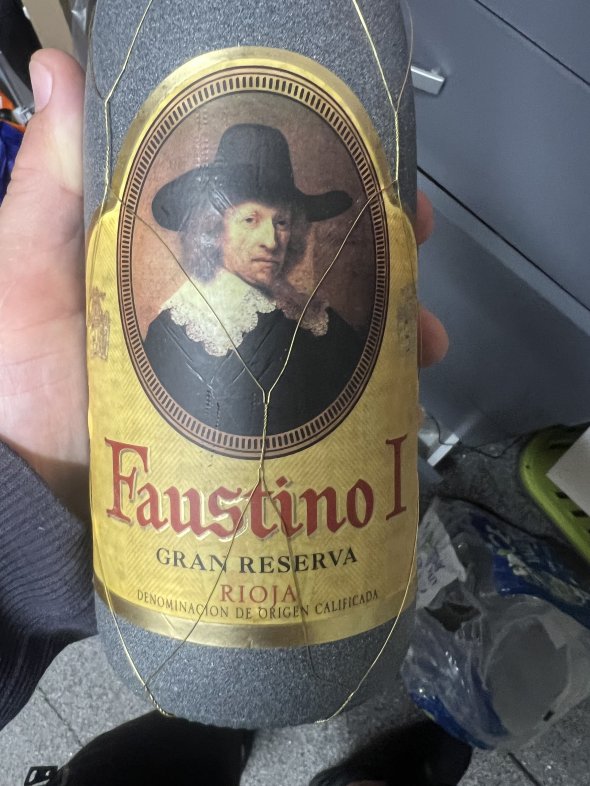 Faustino I
GRAN RESERVA
RIOJA
DENOMINACION DE ORIGEN CALIFICADA